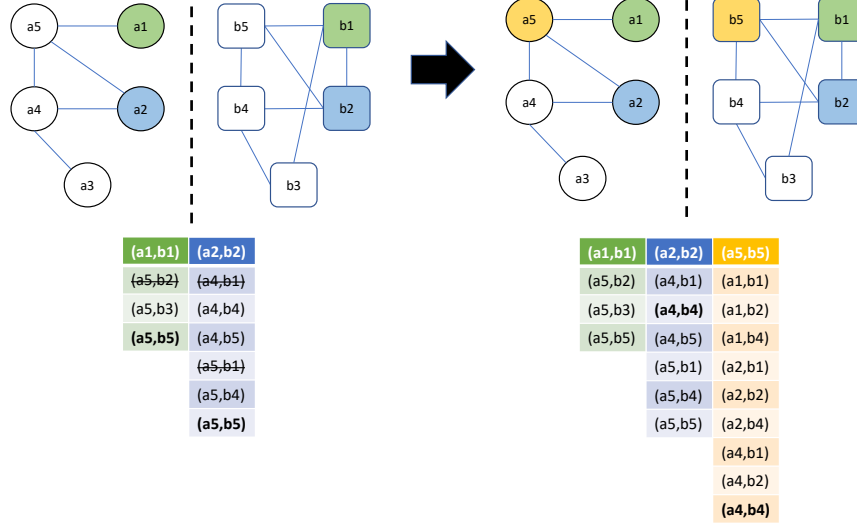 a5 a1 b5 b1
a4 a2 b4 b2
a3 b3
a5 a1 b5 b1
a4 a2 b4 b2
a3 b3
(a1,b1) (a2,b2)
(a5,b2) (a4,b1)
(a5,b3) (a4,b4)
(a5,b5) (a4,b5)
(a5,b1)
(a5,b4)
(a5,b5)
(a1,b1) (a2,b2) (a5,b5)
(a5,b2) (a4,b1) (a1,b1)
(a5,b3) (a4,b4) (a1,b2)
(a5,b5) (a4,b5) (a1,b4)
(a5,b1) (a2,b1)
(a5,b4) (a2,b2)
(a5,b5) (a2,b4)
(a4,b1)
(a4,b2)
(a4,b4)